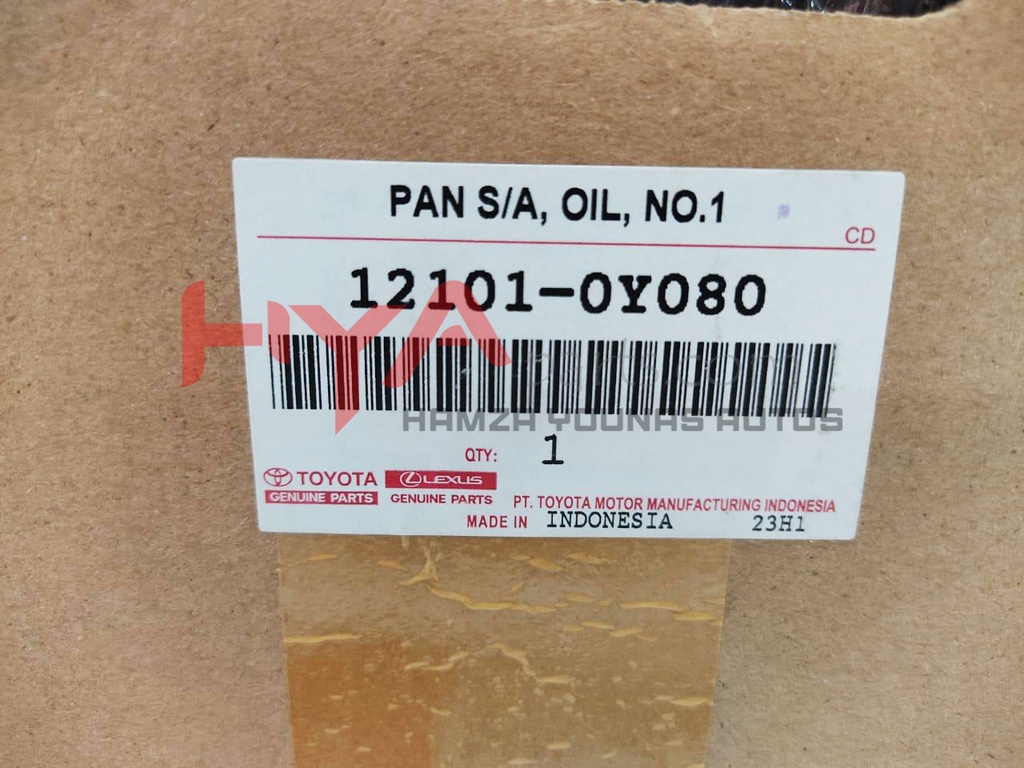 PAN S/A, OIL, NO.1
CD
12101-0Y080
HYA
HAMZA YOUNAS AUTOS
QTY: 1
TOYOTA LEXUS
GENUINE PARTS GENUINE PARTS
PT. TOYOTA MOTOR MANUFACTURING INDONESIA
MADE IN INDONESIA 23H1